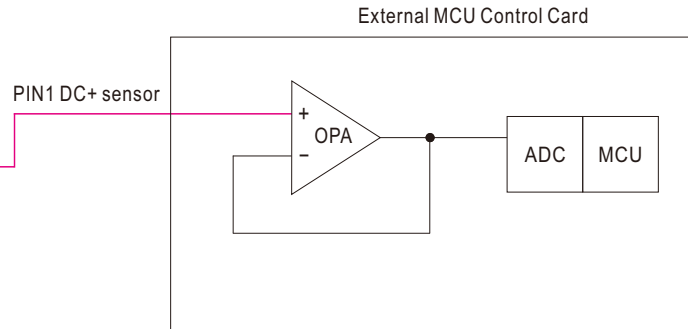 External MCU Control Card
PIN1 DC+ sensor
+
OPA
−
ADC
MCU